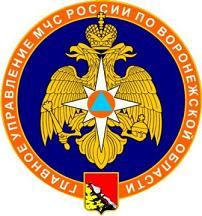 ГЛАВНОЕ УПРАВЛЕНИЕ МЧС РОССИИ ПО ВОРОНЕЖСКОЙ ОБЛАСТИ